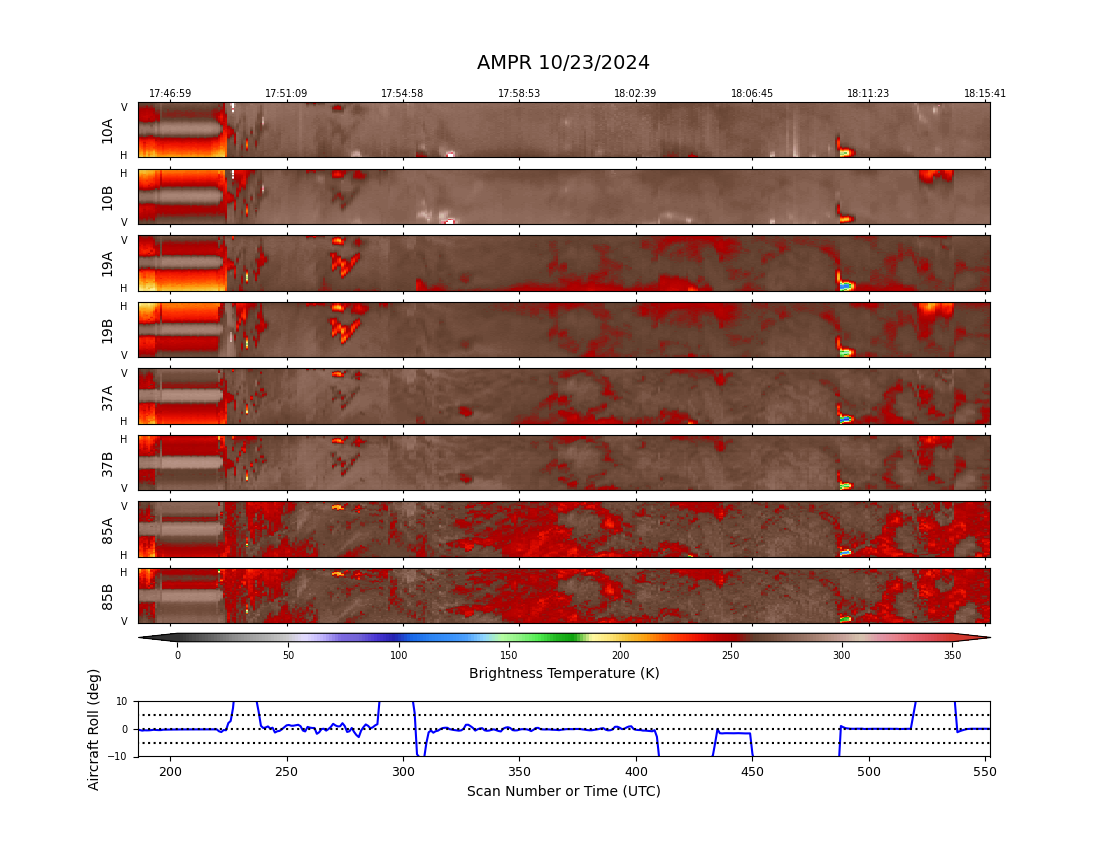 AMPR 10/23/2024
17:46:59 17:51:09 17:54:58 17:58:53 18:02:39 18:06:45 18:11:23 18:15:41
V
10A
H
H
10B
V
V
19A
H
H
19B
V
V
37A
H
H
37B
V
V
85A
H
H
85B
V
0 50 100 150 200 250 300 350
Brightness Temperature (K)
Aircraft Roll (deg)
10
0
−10
200 250 300 350 400 450 500 550
Scan Number or Time (UTC)